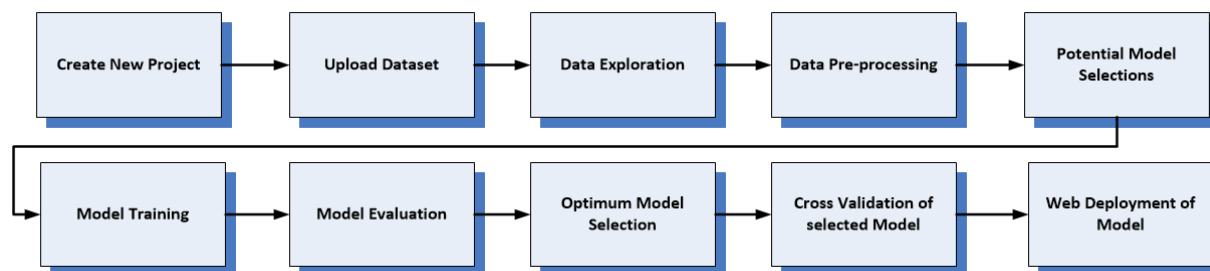 Create New Project
Upload Dataset
Data Exploration
Data Pre-processing
Potential Model
Selections
Model Training
Model Evaluation
Optimum Model
Selection
Cross Validation of
selected Model
Web Deployment of
Model